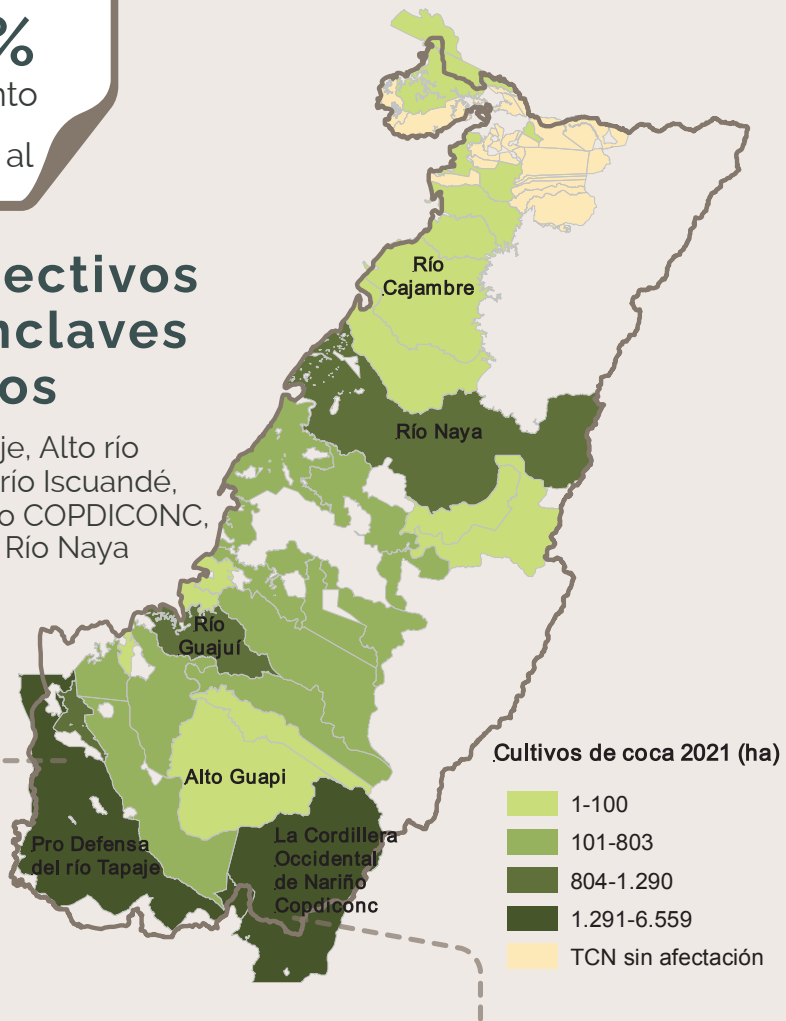 %
nto
al
ectivos
nclaves
os
je, Alto río
río Iscuandé,
o COPDICONC,
Río Naya
Río
Cajambre
Río Naya
Río
Guajuí
Alto Guapi
Pro Defensa
del río Tapaje
La Cordillera
Occidental
de Nariño
Copdiconc
Cultivos de coca 2021 (ha)
1-100
101-803
804-1.290
1.291-6.559
TCN sin afectación